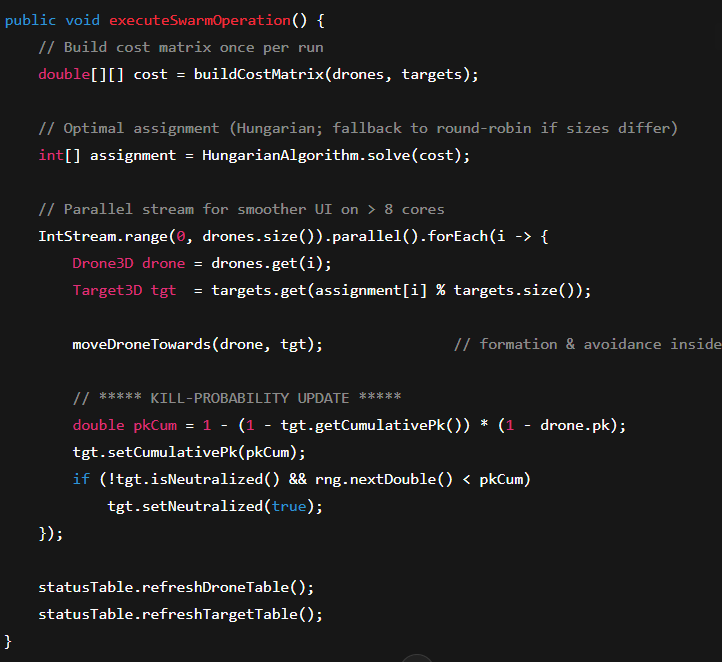 public void executeSwarmOperation() {
    // Build cost matrix once per run
    double[][] cost = buildCostMatrix(drones, targets);

    // Optimal assignment (Hungarian; fallback to round-robin if sizes differ)
    int[] assignment = HungarianAlgorithm.solve(cost);

    // Parallel stream for smoother UI on > 8 cores
    IntStream.range(0, drones.size()).parallel().forEach(i -> {
        Drone3D drone = drones.get(i);
        Target3D tgt  = targets.get(assignment[i] % targets.size());

        moveDroneTowards(drone, tgt);               // formation & avoidance inside

        // ***** KILL-PROBABILITY UPDATE *****
        double pkCum = 1 - (1 - tgt.getCumulativePk()) * (1 - drone.pk);
        tgt.setCumulativePk(pkCum);
        if (!tgt.isNeutralized() && rng.nextDouble() < pkCum)
            tgt.setNeutralized(true);
    });

    statusTable.refreshDroneTable();
    statusTable.refreshTargetTable();
}